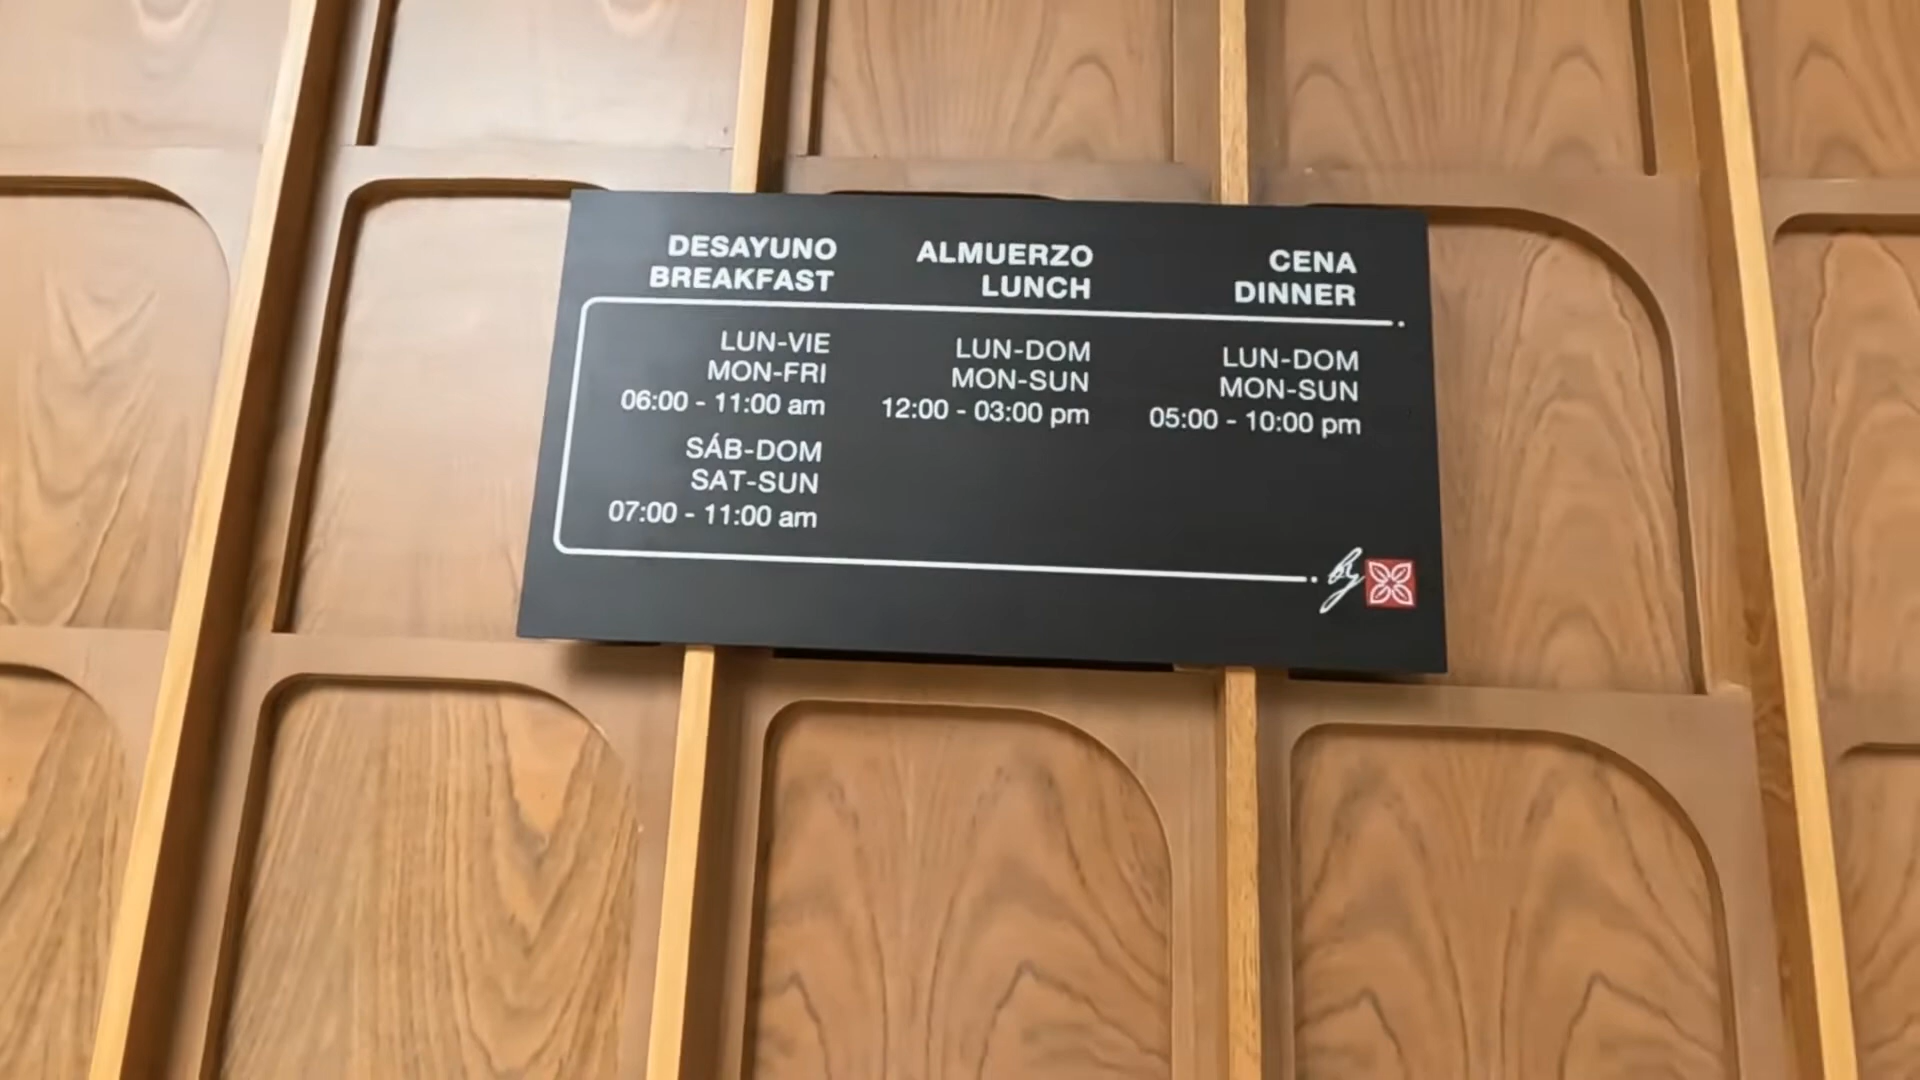 DESAYUNO
BREAKFAST
LUN-VIE
MON-FRI
06:00 - 11:00 am
SÁB-DOM
SAT-SUN
07:00 - 11:00 am
ALMUERZO
LUNCH
LUN-DOM
MON-SUN
12:00 - 03:00 pm
CENA
DINNER
LUN-DOM
MON-SUN
05:00 - 10:00 pm
by